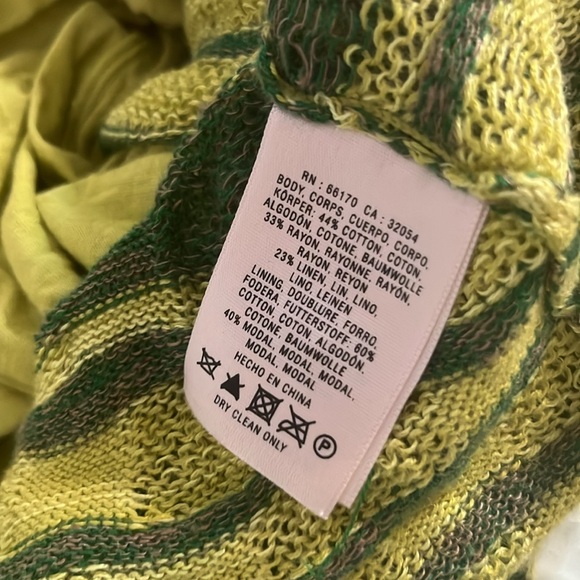 RN : 66170 CA : 32054
BODY, CORPS, CUERPO, CORPO,
KÖRPER: 44% COTTON, COTON,
ALGODÓN, COTONE, BAUMWOLLE
33% RAYON, RAYONNE, RAYÓN,
RAYON, REYON
23% LINEN, LIN, LINO,
LINO LEINEN
LINING, DOUBLURE, FORRO,
FODERA, FUTTERSTOFF: 60%
COTTON, COTON, ALGODÓN,
COTONE, BAUMWOLLE
40% MODAL, MODAL, MODAL,
MODAL MODAL
HECHO EN CHINA
P
DRY CLEAN ONLY